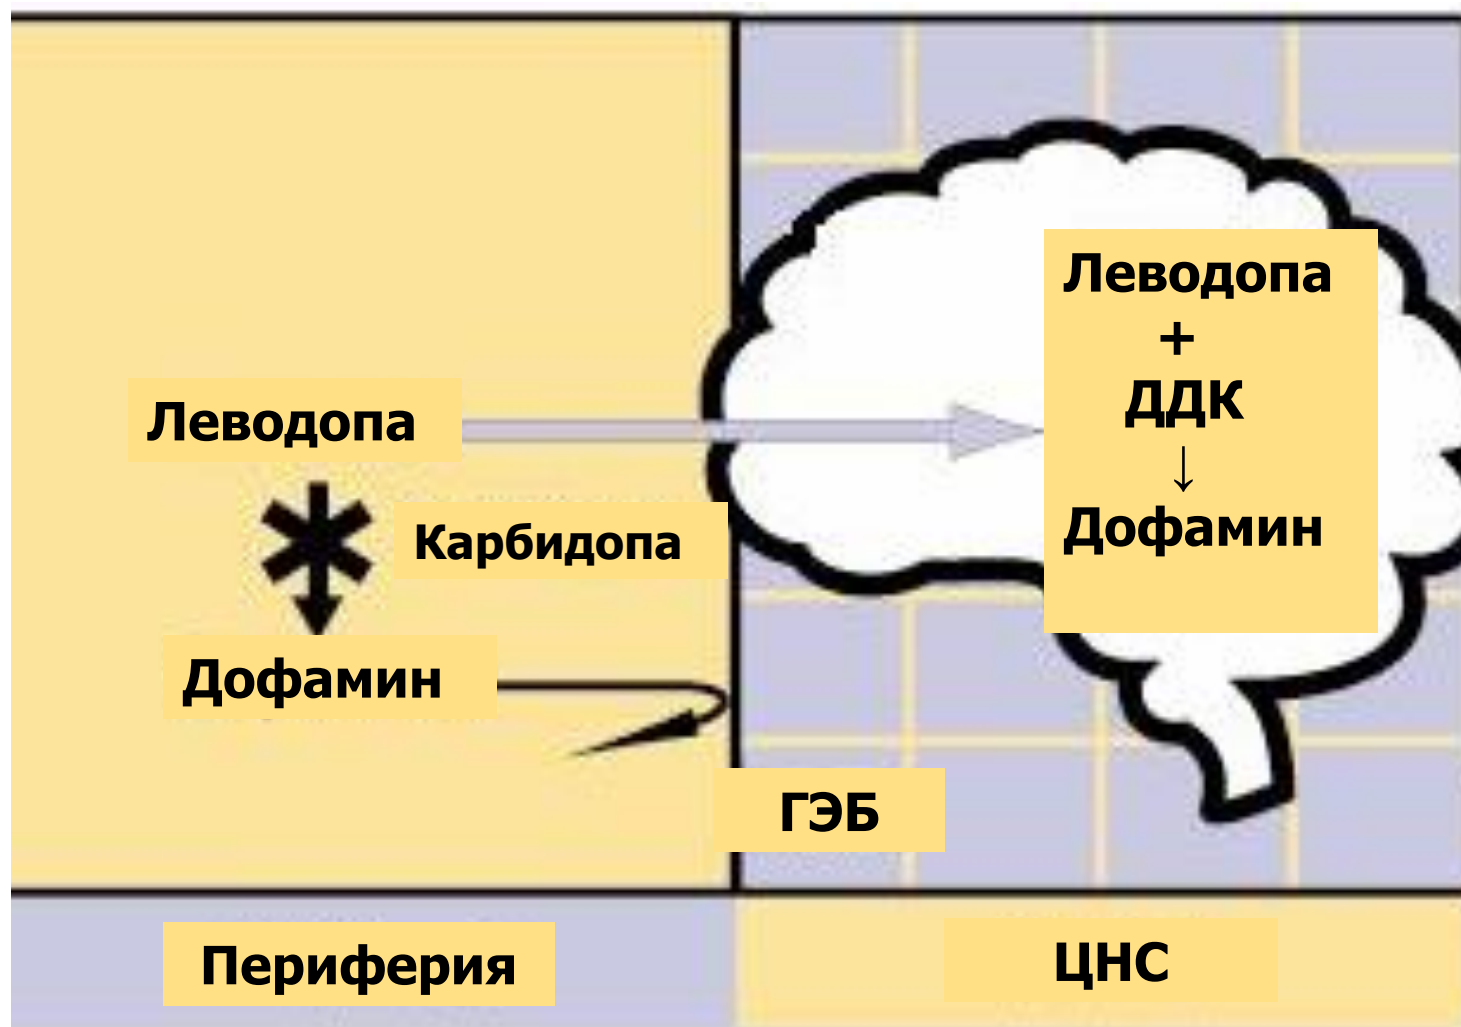 Леводопа
Карбидопа
Дофамин
Леводопа
+
ДДК
↓
Дофамин
ГЭБ
Периферия
ЦНС